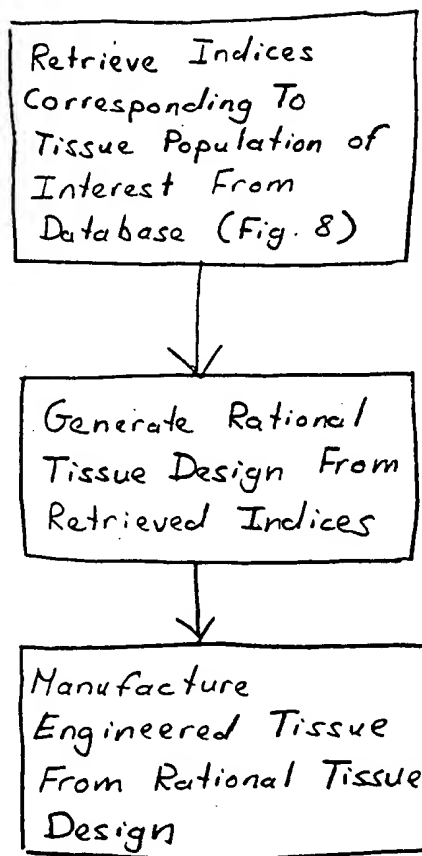 Retrieve Indices
Corresponding To
Tissue Population of
Interest From
Database (Fig. 8)
Generate Rational
Tissue Design From
Retrieved Indices
Manufacture
Engineered Tissue
From Rational Tissue
Design